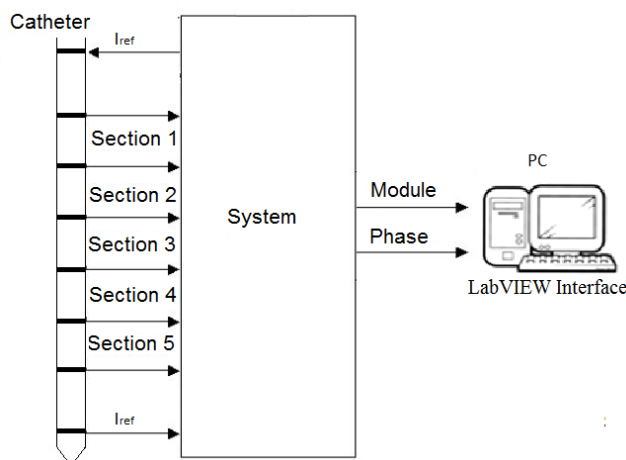 Catheter
Iref
Section 1
Section 2
Section 3
Section 4
Section 5
Iref
System
Module
Phase
PC
LabVIEW Interface